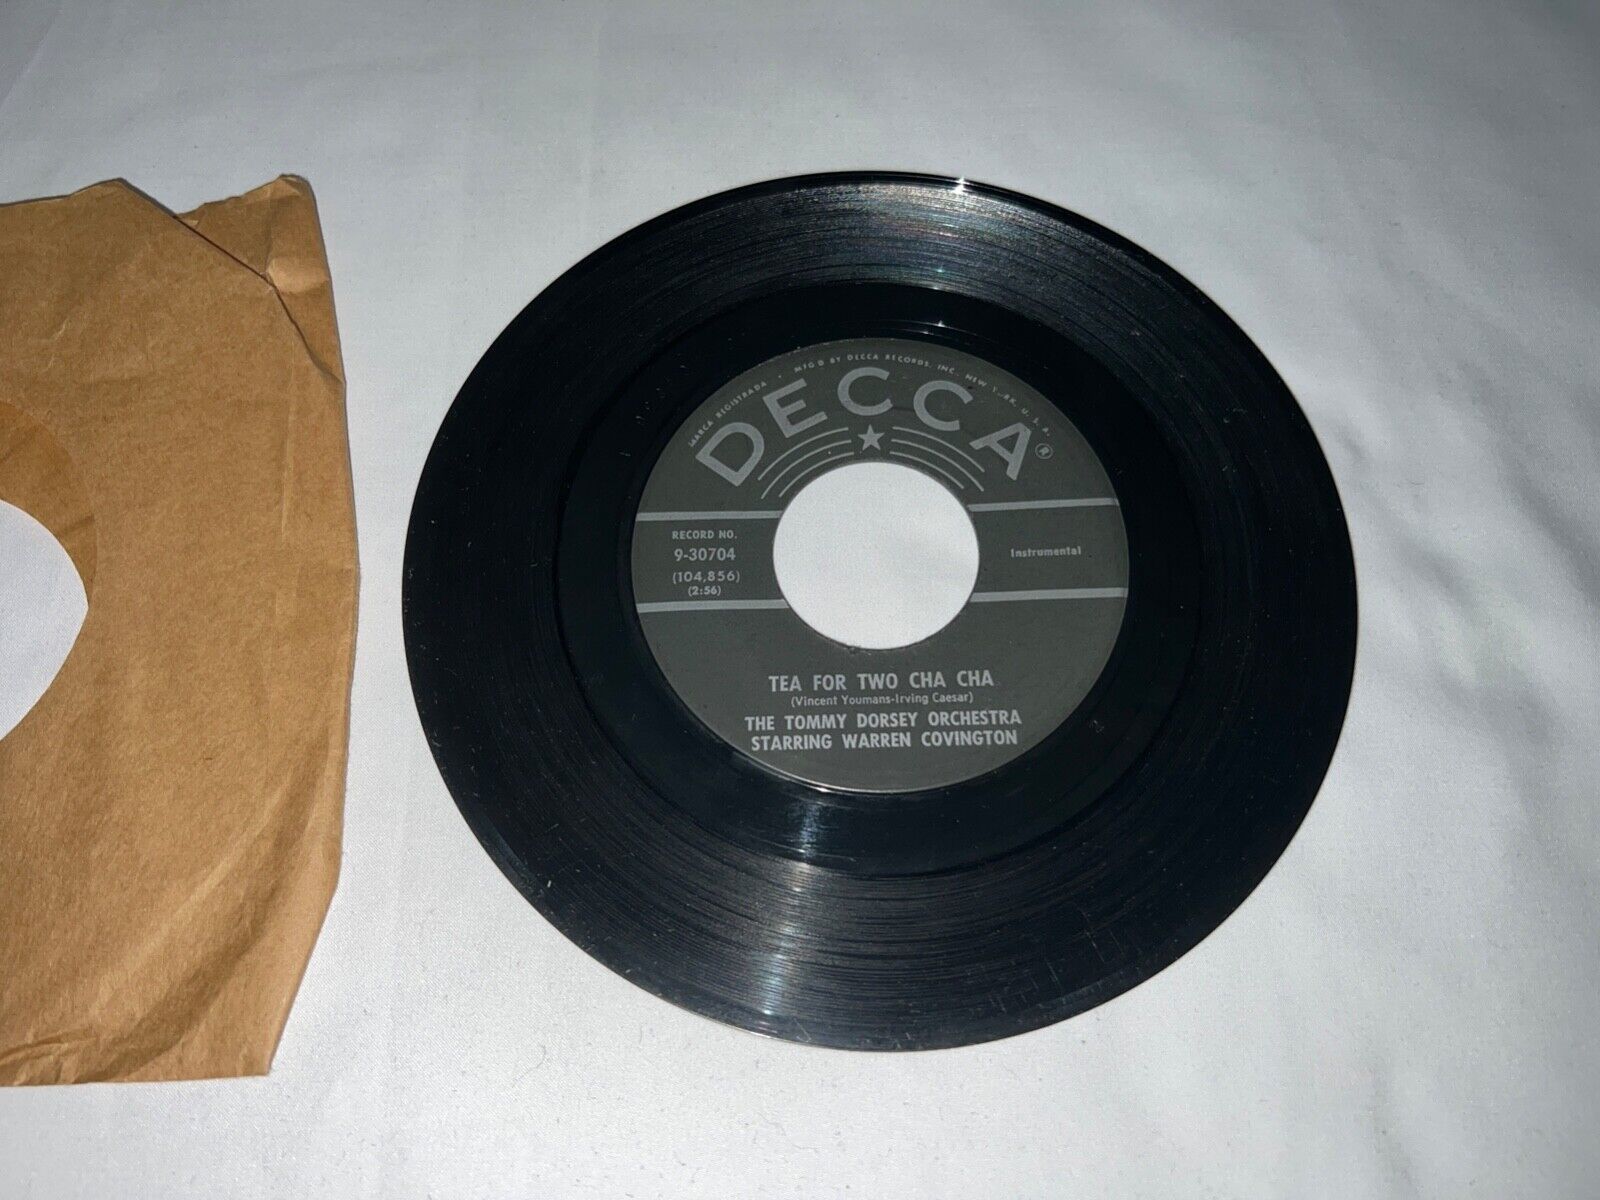 MARCA REGISTRADA • MFG'D BY DECCA RECORDS, INC., NEW YORK, U. S. A.
DECCA ®
RECORD NO.
9-30704
(104,856)
(2:56)
Instrumental
TEA FOR TWO CHA CHA
(Vincent Youmans-Irving Caesar)
THE TOMMY DORSEY ORCHESTRA
STARRING WARREN COVINGTON